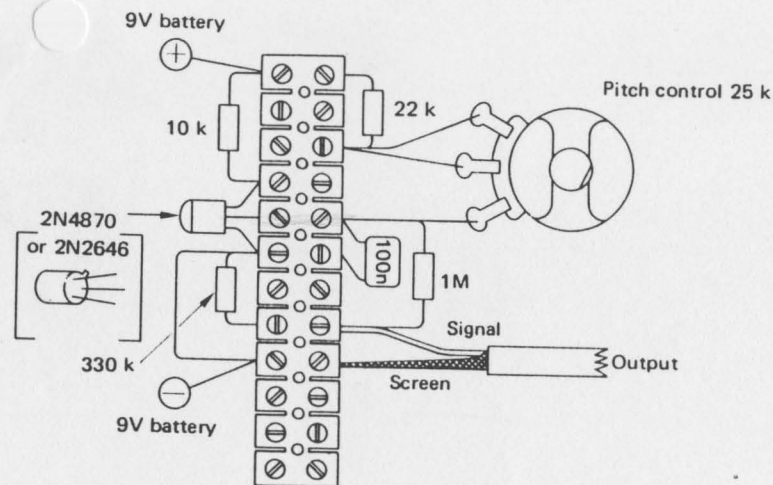 9V battery
+
Pitch control 25 k
22 k
10 k
2N4870
or 2N2646
100n
1M
Signal
330 k
Output
Screen
−
9V battery